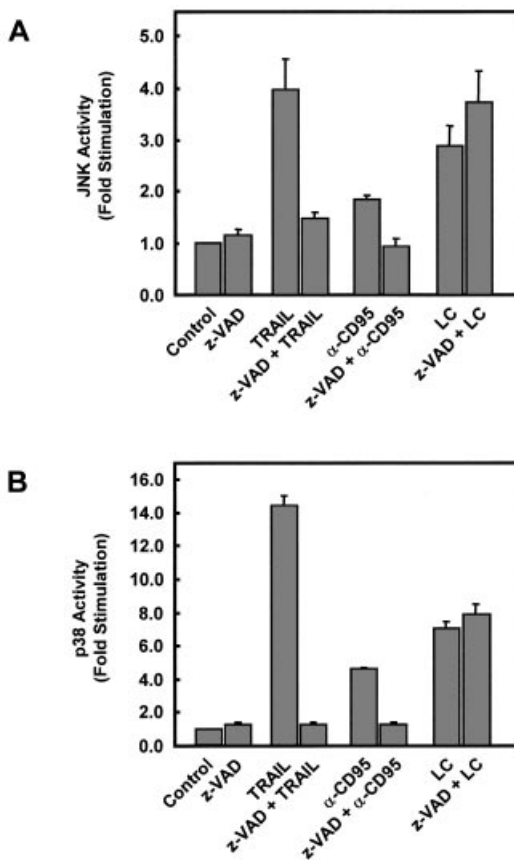 A
JNK Activity
(Fold Stimulation)
5.0
4.0
3.0
2.0
1.0
0.0
Control
z-VAD
TRAIL
z-VAD + TRAIL
α-CD95
z-VAD + α-CD95
LC
z-VAD + LC
B
p38 Activity
(Fold Stimulation)
16.0
14.0
12.0
10.0
8.0
6.0
4.0
2.0
0.0
Control
z-VAD
TRAIL
z-VAD + TRAIL
α-CD95
z-VAD + α-CD95
LC
z-VAD + LC